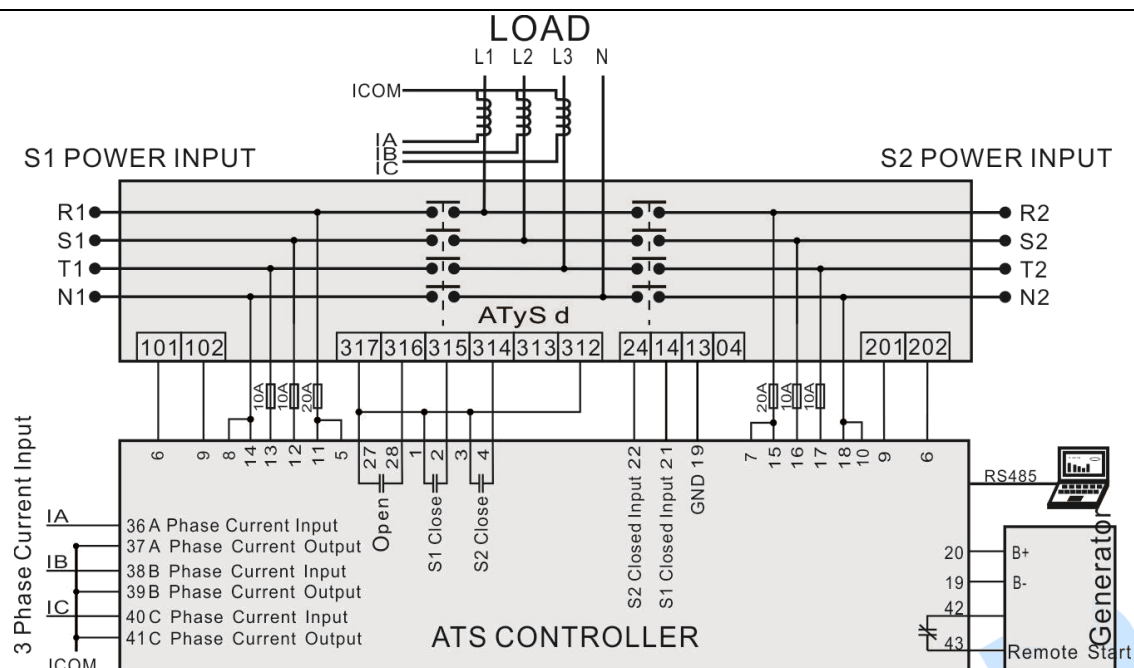 LOAD
L1 L2 L3 N
ICOM
IA
IB
IC
S1 POWER INPUT
S2 POWER INPUT
R1
R2
S1
S2
T1
T2
N1
N2
ATyS d
101 102
317 316 315 314 313 312
24 14 13 04
201 202
10A 10A 20A
20A 10A 10A
6 9 8 14 13 12 11 5 27 28 1 2 3 4
Open
S1 Close
S2 Close
S2 Closed Input 22
S1 Closed Input 21
GND 19
7 15 16 17 18 10 9 6
RS485
3 Phase Current Input
IA
36 A Phase Current Input
37 A Phase Current Output
IB
38 B Phase Current Input
39 B Phase Current Output
IC
40 C Phase Current Input
41 C Phase Current Output
ICOM
ATS CONTROLLER
20 B+
19 B-
42
43 Remote Start
Generator